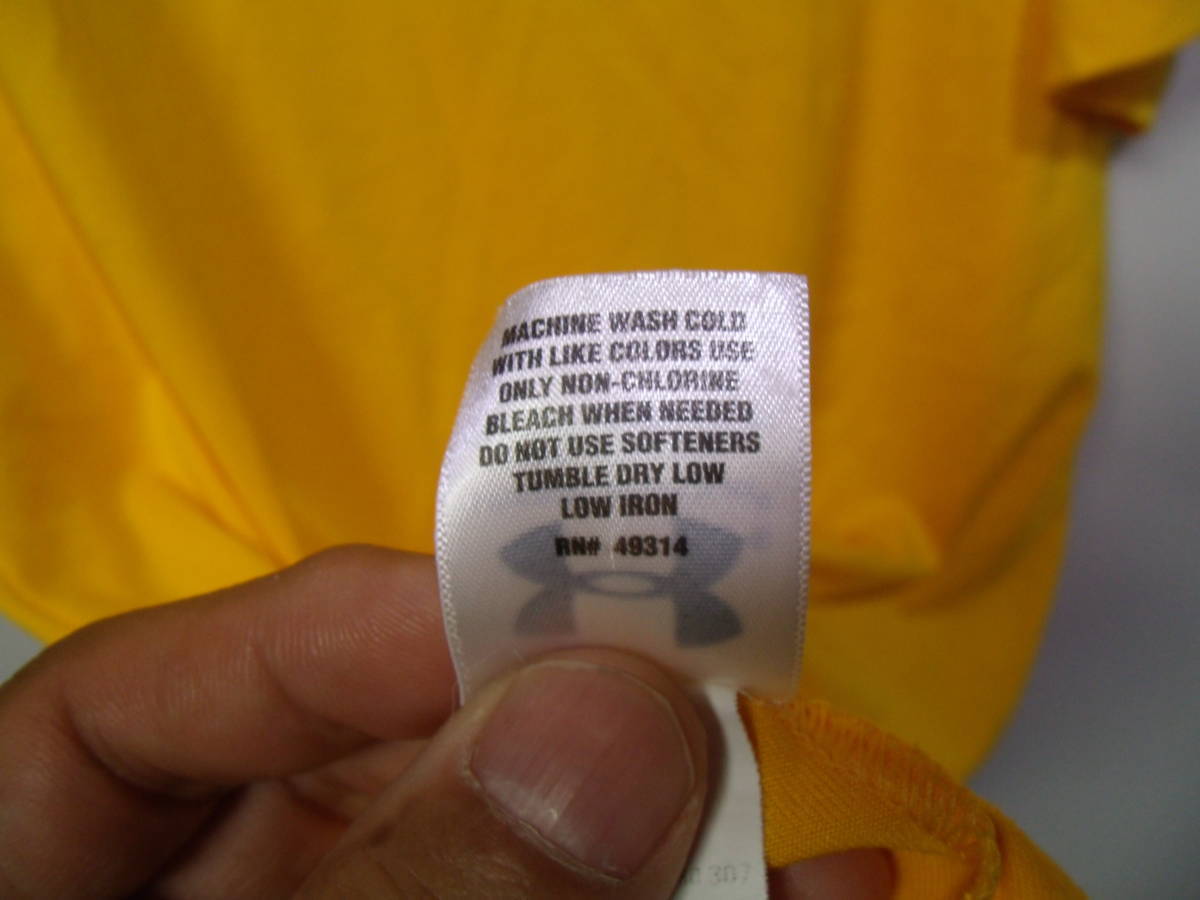 MACHINE WASH COLD
WITH LIKE COLORS USE
ONLY NON-CHLORINE
BLEACH WHEN NEEDED
DO NOT USE SOFTENERS
TUMBLE DRY LOW
LOW IRON
RN# 49314
307